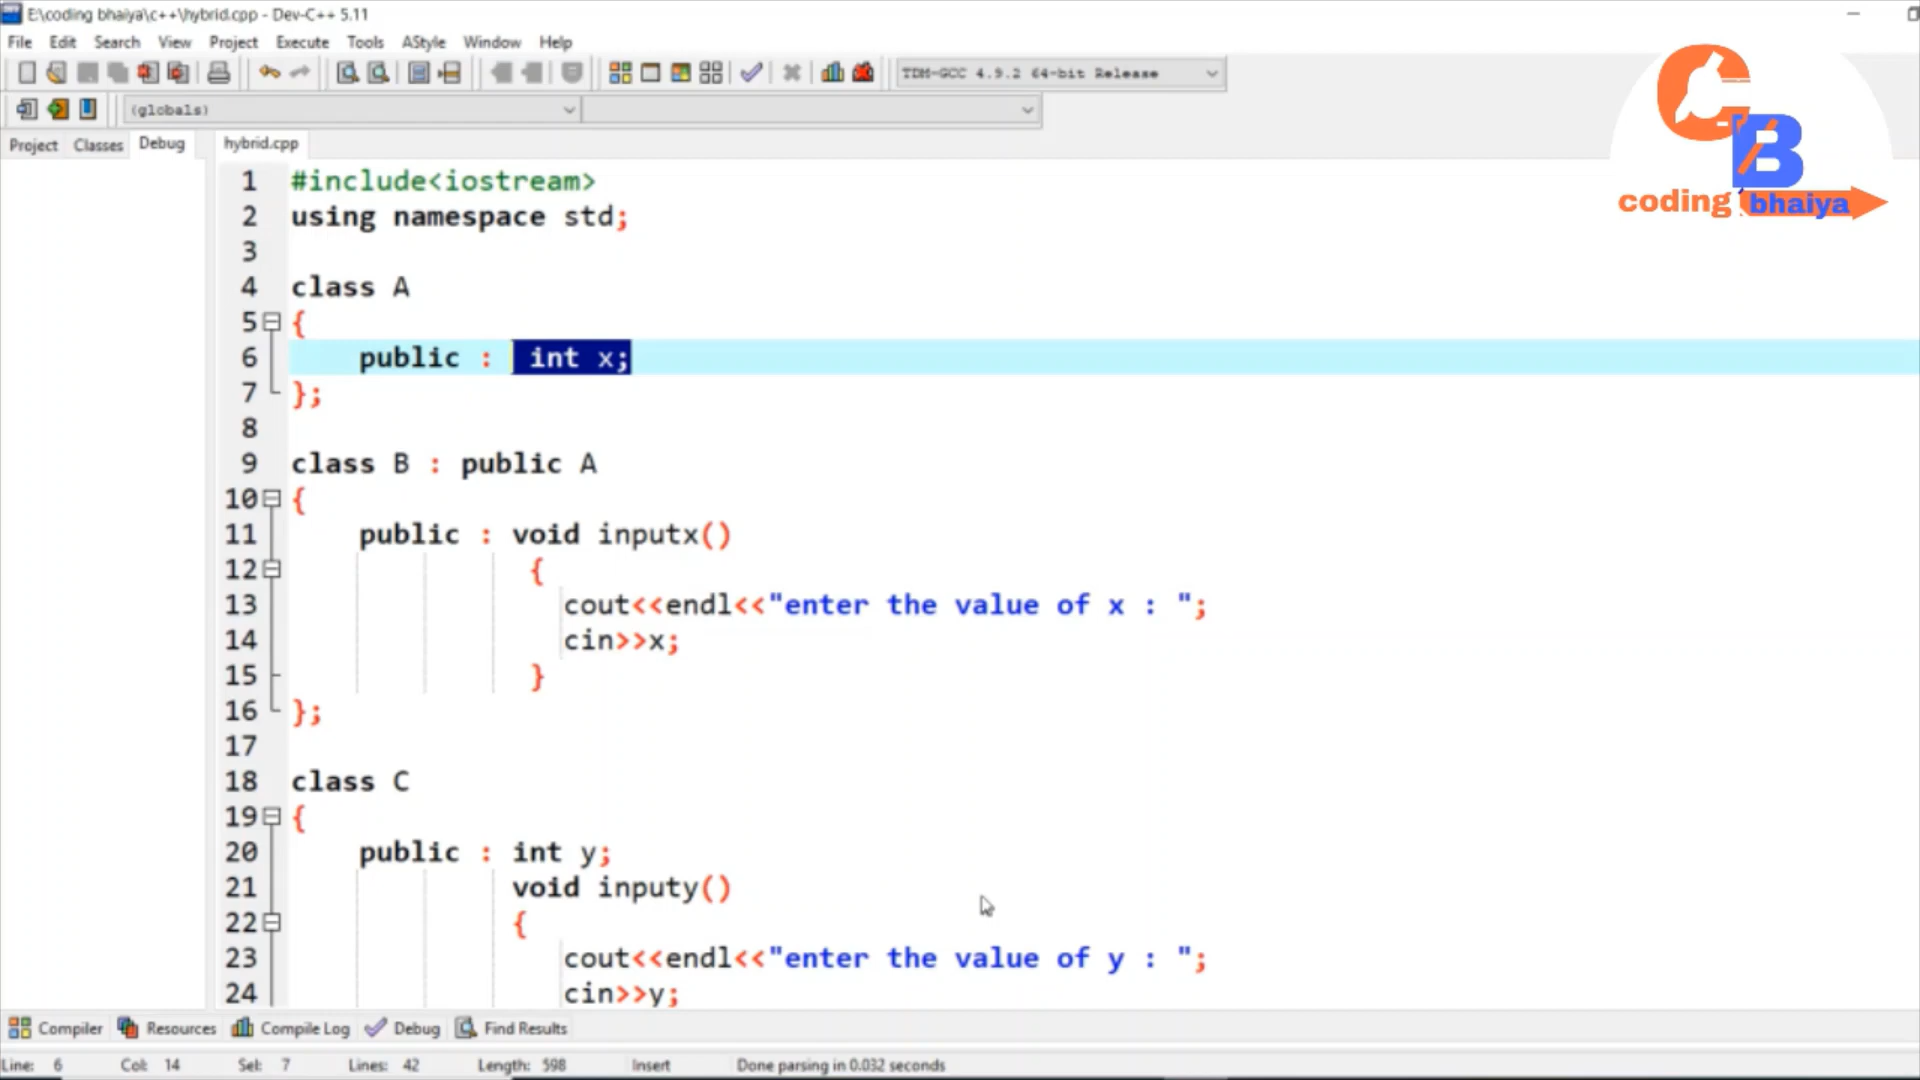 E:\coding bhaiya\c++\hybrid.cpp - Dev-C++ 5.11
File Edit Search View Project Execute Tools AStyle Window Help
TDM-GCC 4.9.2 64-bit Release
(globals)
Project Classes Debug hybrid.cpp
CB
coding bhaiya
1 #include<iostream>
2 using namespace std;
3
4 class A
5 {
6 public : int x;
7 };
8
9 class B : public A
10 {
11 public : void inputx()
12 {
13 cout<<endl<<"enter the value of x : ";
14 cin>>x;
15 }
16 };
17
18 class C
19 {
20 public : int y;
21 void inputy()
22 {
23 cout<<endl<<"enter the value of y : ";
24 cin>>y;
Compiler Resources Compile Log Debug Find Results
Line: 6 Col: 14 Sel: 7 Lines: 42 Length: 598 Insert Done parsing in 0.032 seconds